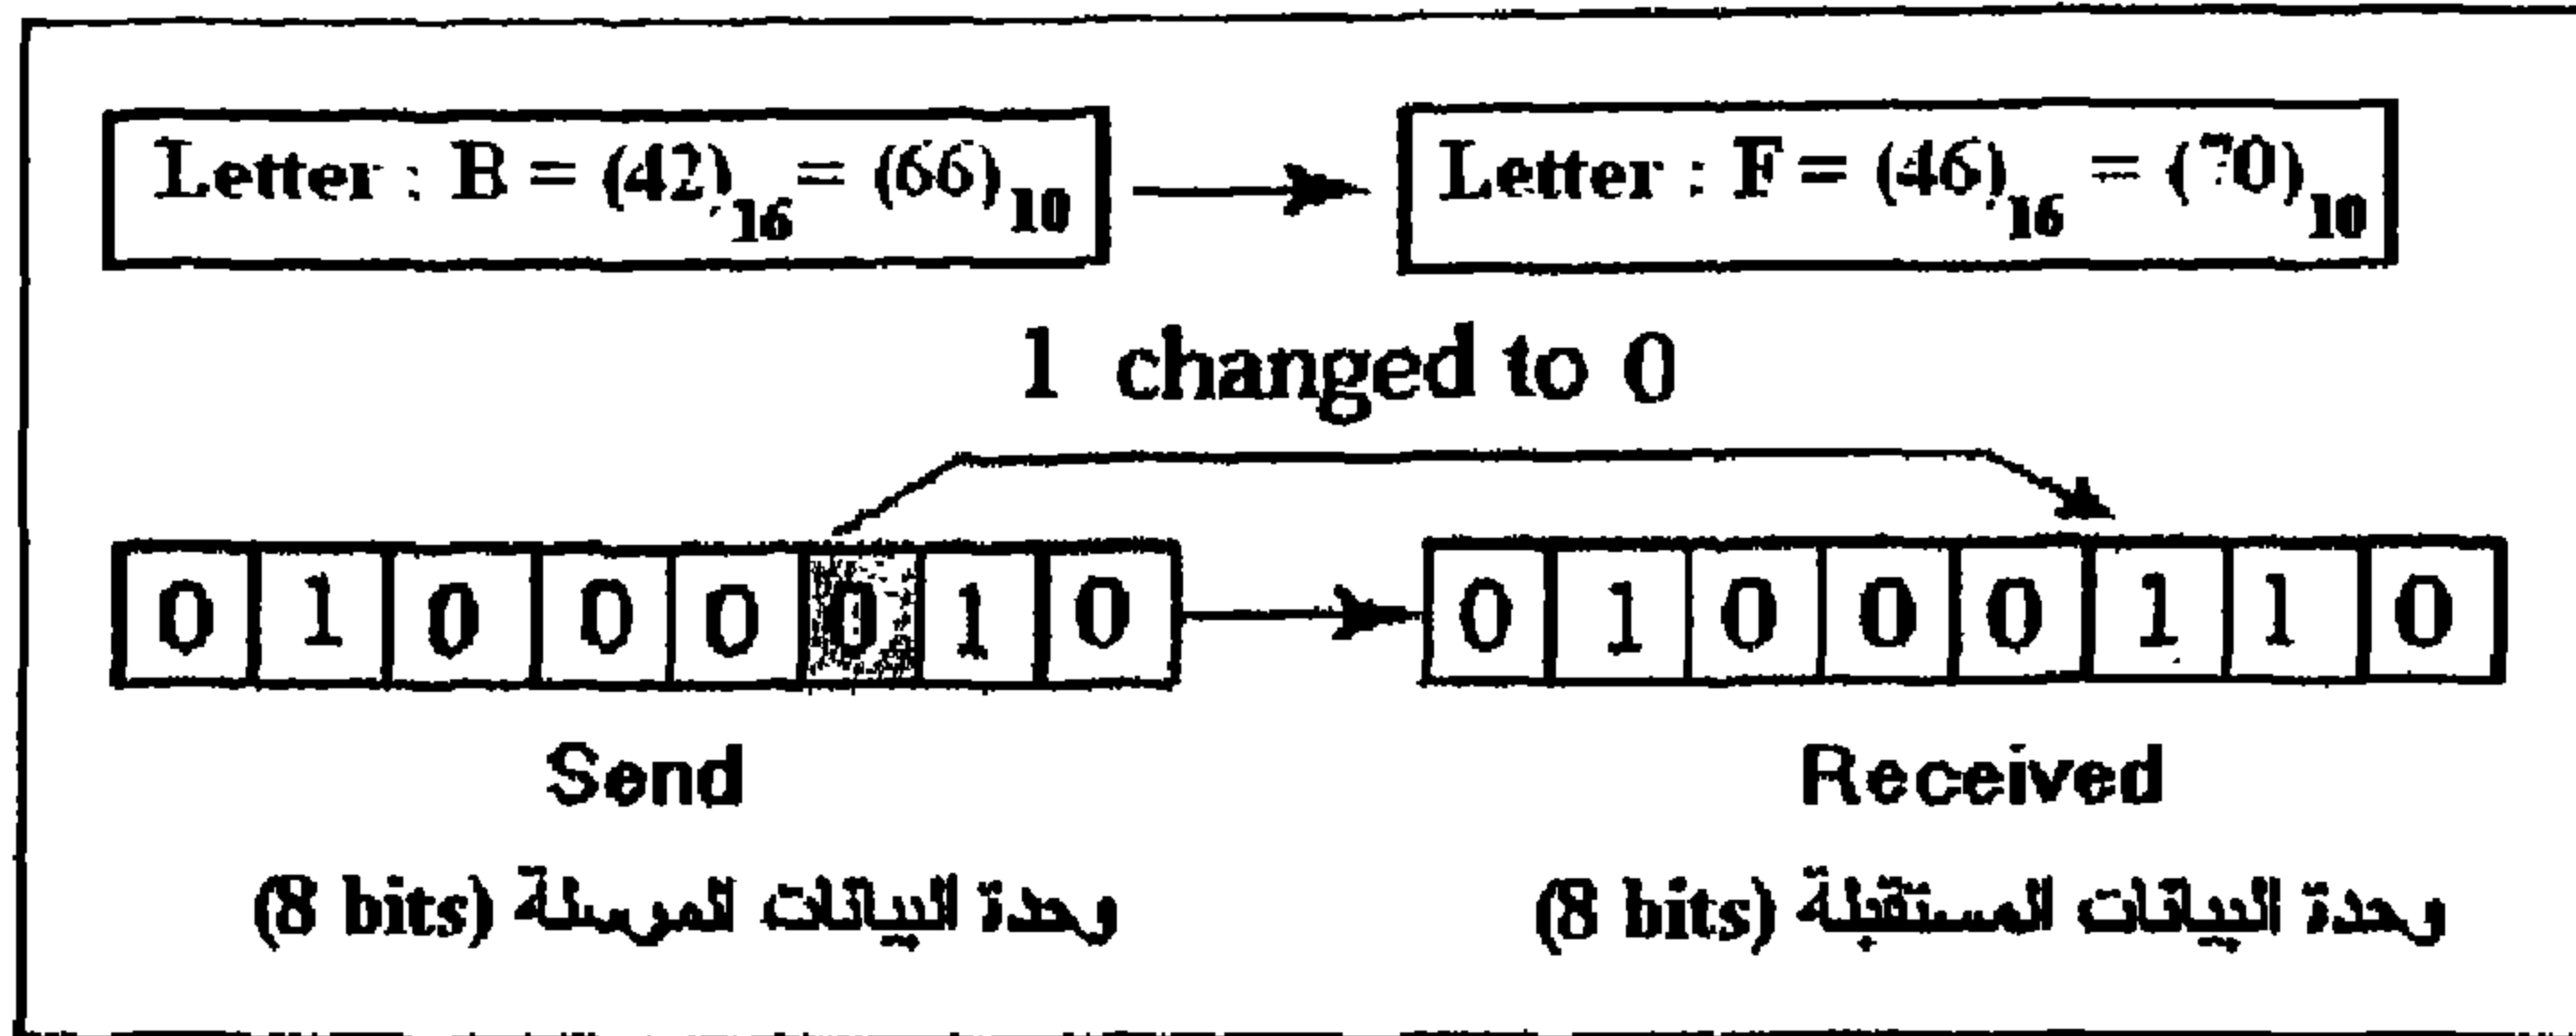 Letter : B = (42)16 = (66)10
Letter : F = (46)16 = (70)10
1 changed to 0
0 1 0 0 0 0 1 0
0 1 0 0 0 1 1 0
Send
Received
وحدة البيانات المرسلة (8 bits)
وحدة البيانات المستقبلة (8 bits)